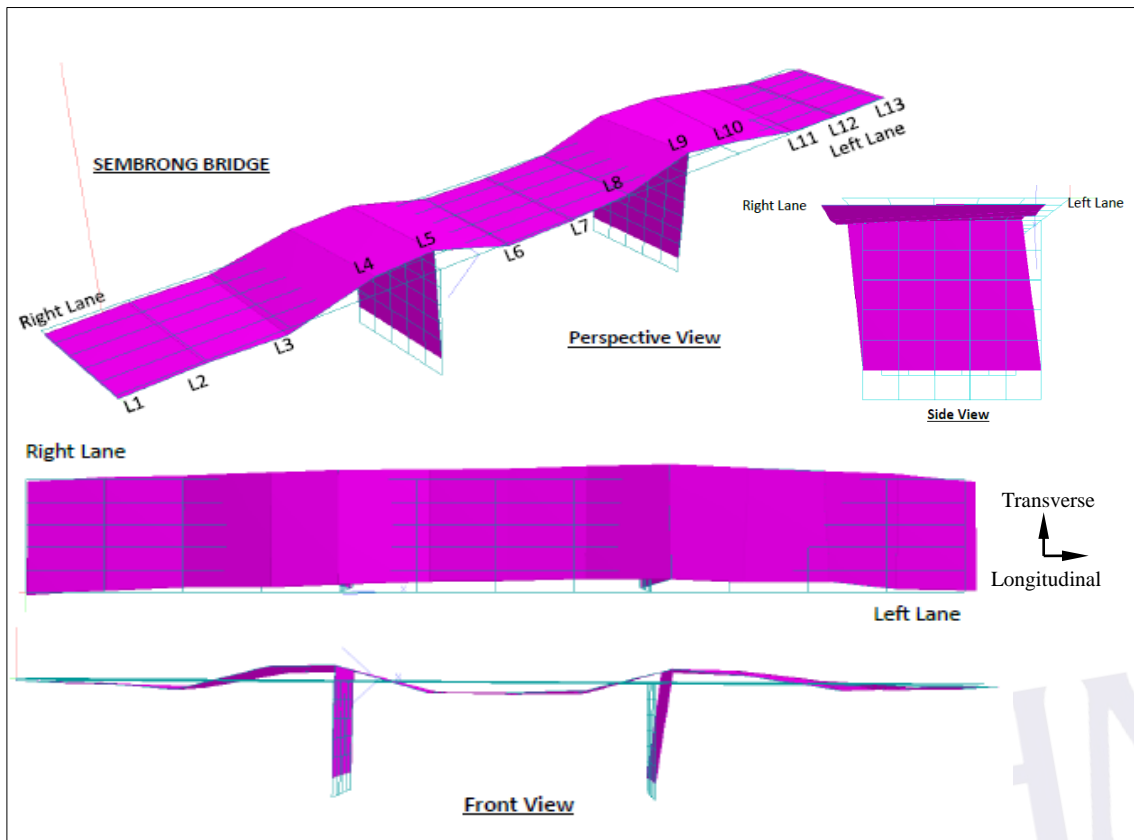 SEMBRONG BRIDGE
Right Lane
L1
L2
L3
L4
L5
L6
L7
L8
L9
L10
L11
L12
L13
Left Lane
Perspective View
Right Lane
Left Lane
Side View
Right Lane
Left Lane
Transverse
Longitudinal
Front View